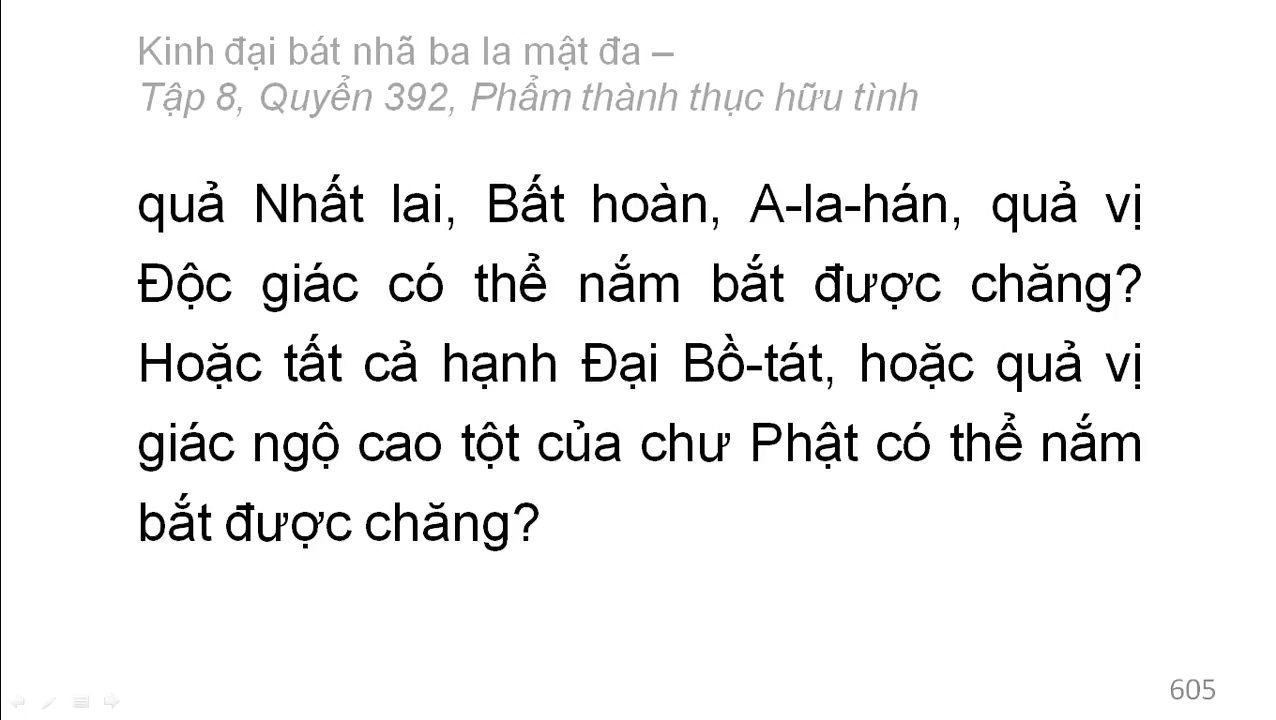 Kinh đại bát nhã ba la mật đa –
Tập 8, Quyển 392, Phẩm thành thục hữu tình
quả Nhất lai, Bất hoàn, A-la-hán, quả vị
Độc giác có thể nắm bắt được chăng?
Hoặc tất cả hạnh Đại Bồ-tát, hoặc quả vị
giác ngộ cao tột của chư Phật có thể nắm
bắt được chăng?
605